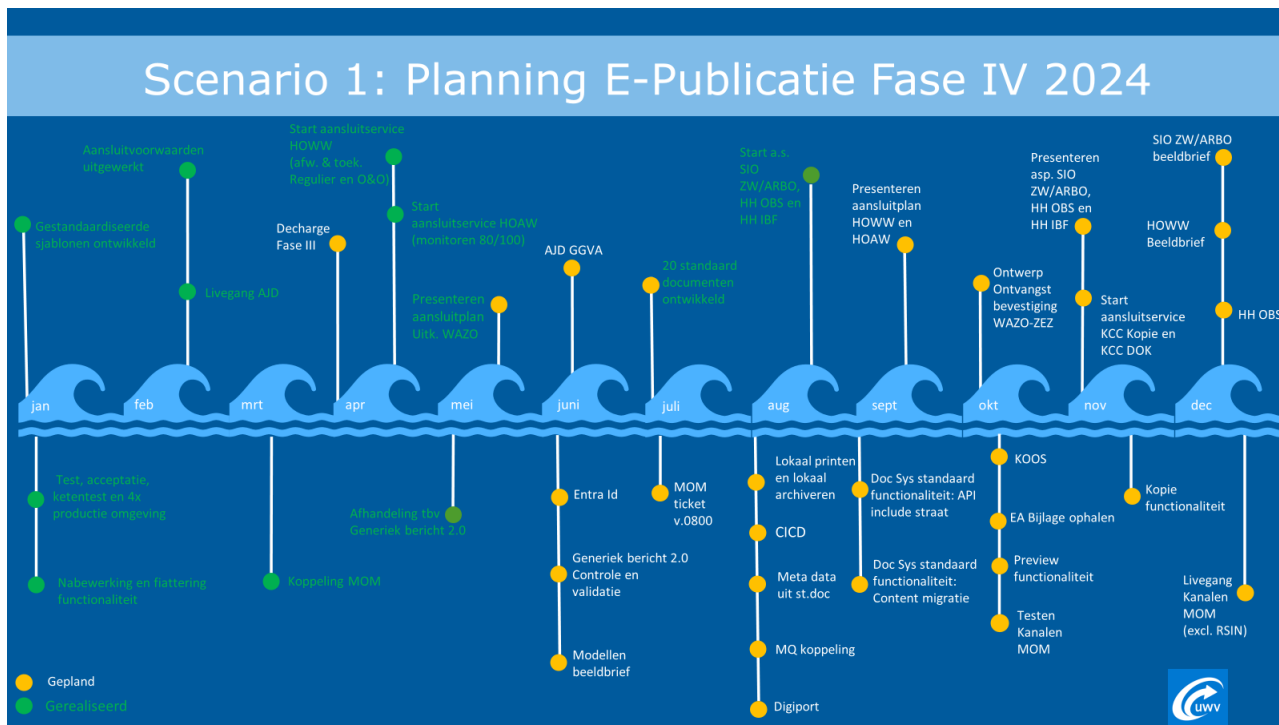 Scenario 1: Planning E-Publicatie Fase IV 2024
Gestandaardiseerde
sjablonen ontwikkeld
Aansluitvoorwaarden
uitgewerkt
Livegang AJD
Decharge
Fase III
Start aansluitservice
HOWW
(afw. & toek.
Regulier en O&O)
Start
aansluitservice HOAW
(monitoren 80/100)
Presenteren
aansluitplan
Uitk. WAZO
AJD GGVA
20 standaard
documenten
ontwikkeld
Start a.s.
SIO
ZW/ARBO,
HH OBS en
HH IBF
Presenteren
aansluitplan
HOWW en
HOAW
Ontwerp
Ontvangst
bevestiging
WAZO-ZEZ
Presenteren
asp. SIO
ZW/ARBO,
HH OBS en
HH IBF
Start
aansluitservice
KCC Kopie en
KCC DOK
SIO ZW/ARBO
beeldbrief
HOWW
Beeldbrief
HH OBS
jan
feb
mrt
apr
mei
juni
juli
aug
sept
okt
nov
dec
Test, acceptatie,
ketentest en 4x
productie omgeving
Nabewerking en fiattering
functionaliteit
Koppeling MOM
Afhandeling tbv
Generiek bericht 2.0
Entra Id
Generiek bericht 2.0
Controle en
validatie
Modellen
beeldbrief
MOM
ticket
v.0800
Lokaal printen
en lokaal
archiveren
CICD
Meta data
uit st.doc
MQ koppeling
Digiport
Doc Sys standaard
functionaliteit: API
include straat
Doc Sys standaard
functionaliteit:
Content migratie
KOOS
EA Bijlage ophalen
Preview
functionaliteit
Testen
Kanalen
MOM
Kopie
functionaliteit
Livegang
Kanalen
MOM
(excl. RSIN)
Gepland
Gerealiseerd
UWV